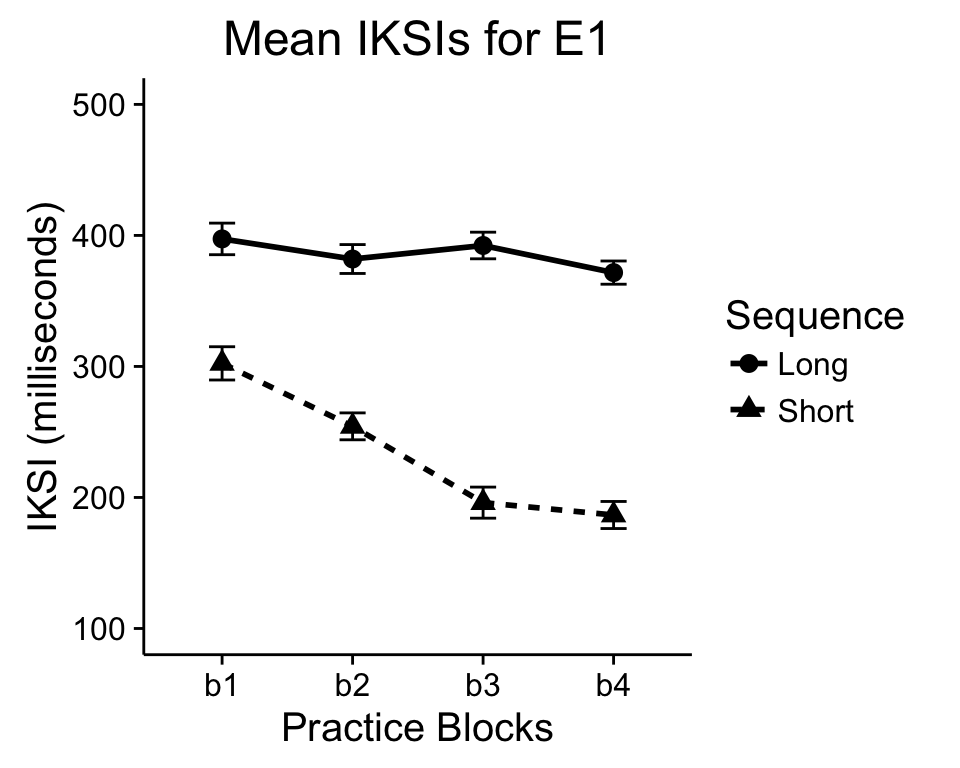 Mean IKSIs for E1
IKSI (milliseconds)
500
400
300
200
100
b1 b2 b3 b4
Practice Blocks
Sequence
Long
Short